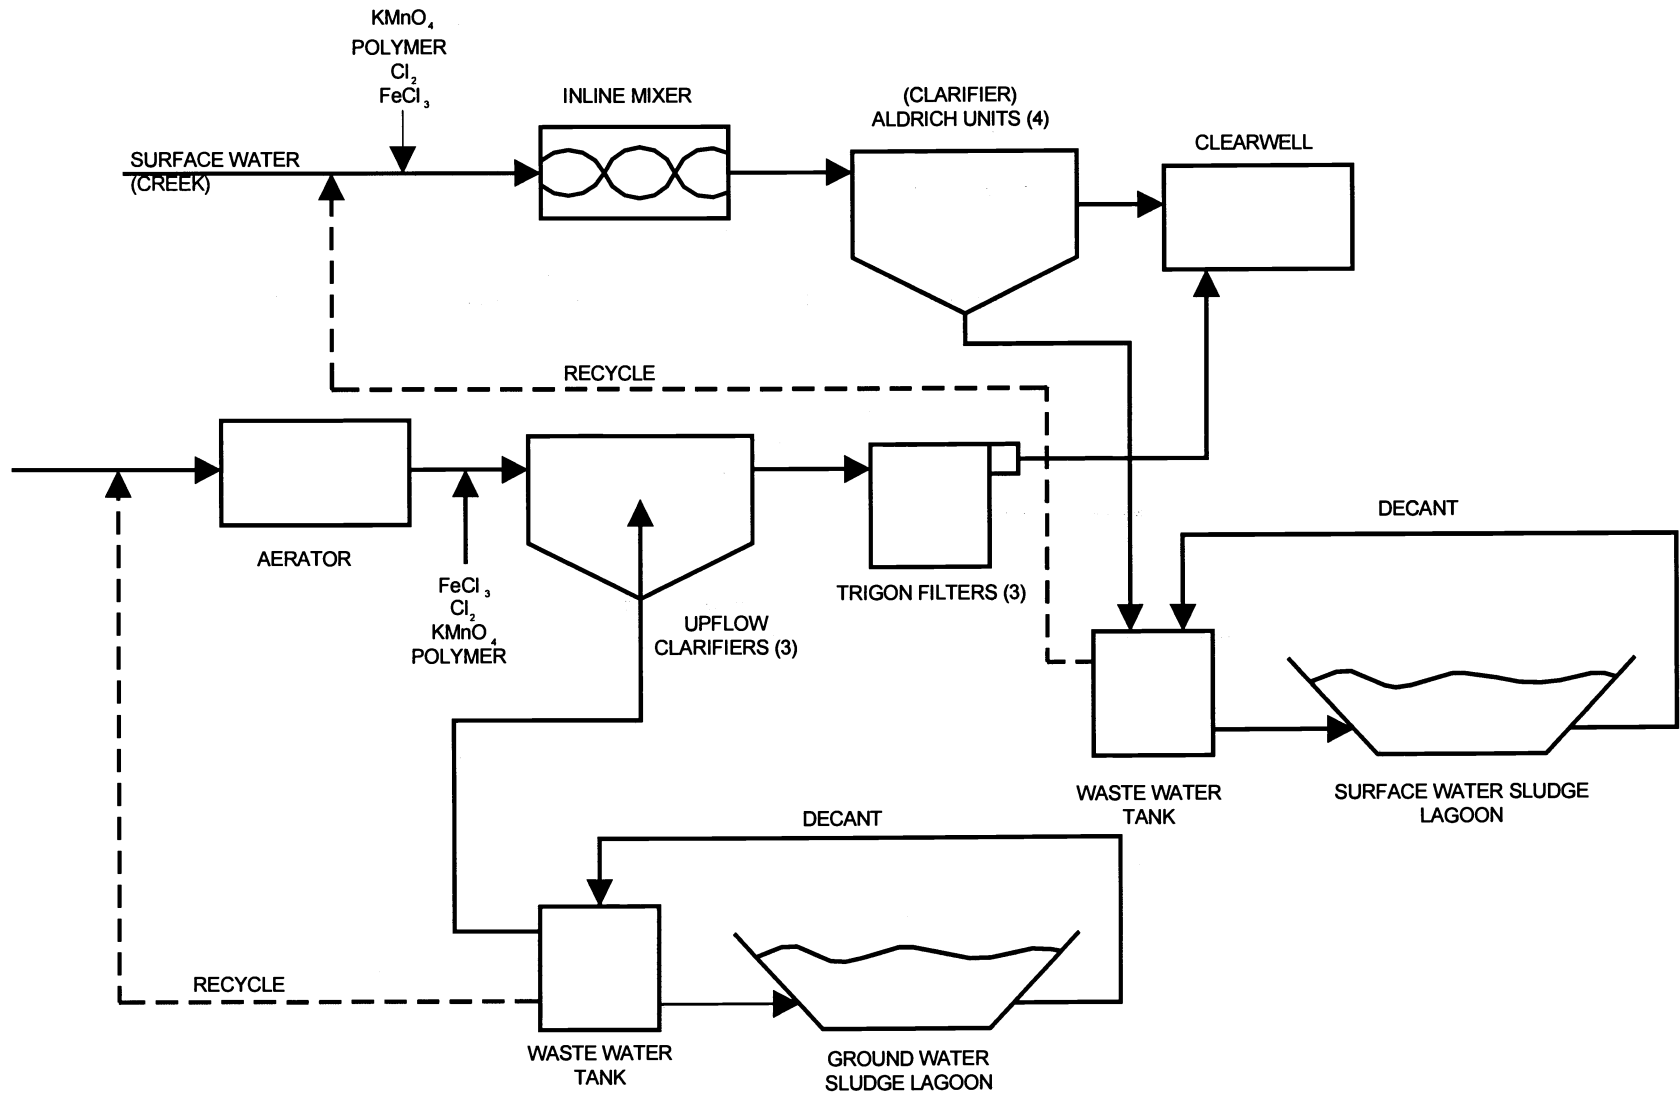 KMnO₄
POLYMER
Cl₂
FeCl₃
INLINE MIXER
(CLARIFIER)
ALDRICH UNITS (4)
CLEARWELL
SURFACE WATER
(CREEK)
RECYCLE
AERATOR
FeCl₃
Cl₂
KMnO₄
POLYMER
UPFLOW
CLARIFIERS (3)
TRIGON FILTERS (3)
DECANT
WASTE WATER
TANK
SURFACE WATER SLUDGE
LAGOON
DECANT
RECYCLE
WASTE WATER
TANK
GROUND WATER
SLUDGE LAGOON